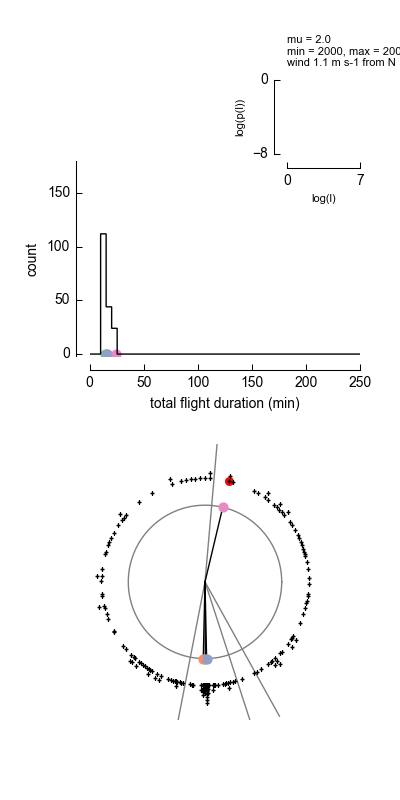 mu = 2.0
min = 2000, max = 200
wind 1.1 m s-1 from N
0
log(p(l))
−8
0 7
log(l)
150
100
50
0
count
0 50 100 150 200 250
total flight duration (min)